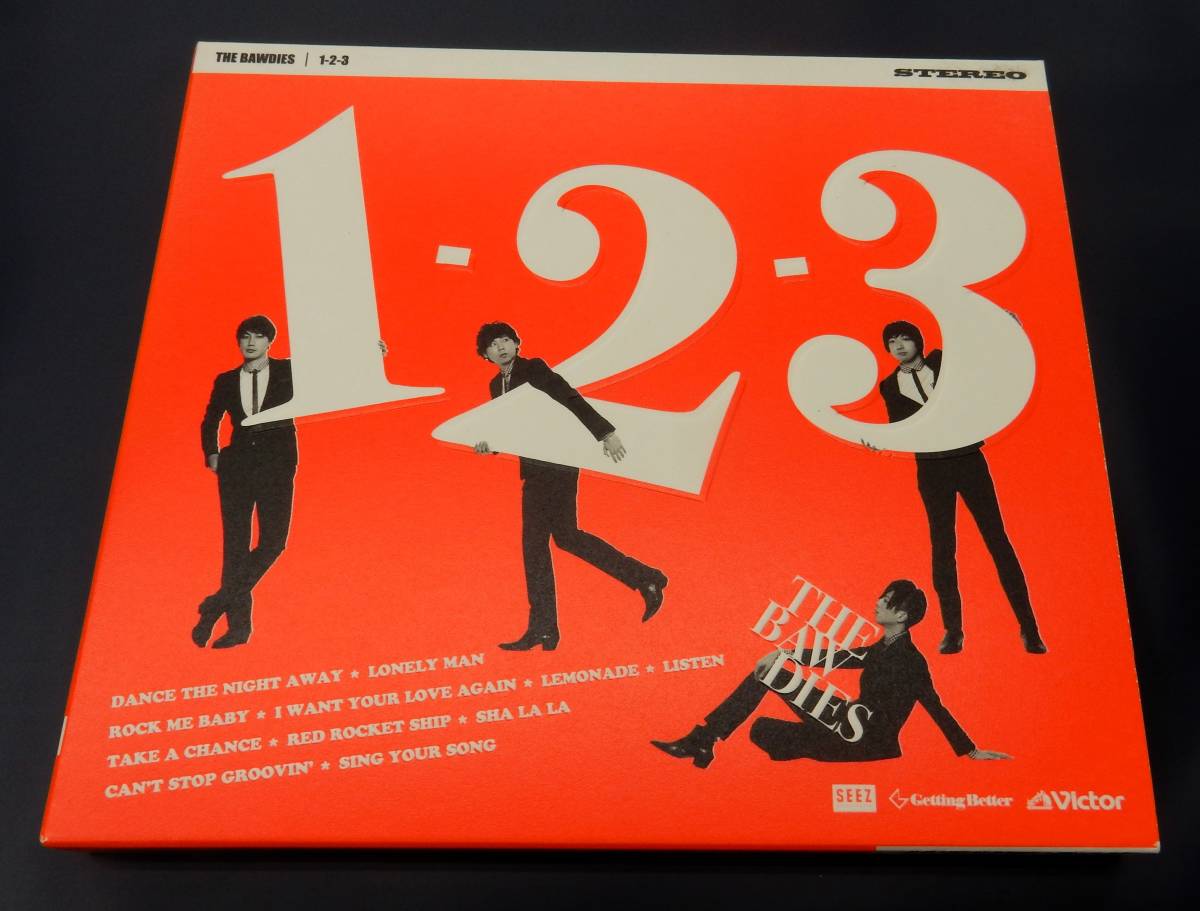 THE BAWDIES | 1-2-3
STEREO
1-2-3
THE
BAW
DIES
DANCE THE NIGHT AWAY ★ LONELY MAN
ROCK ME BABY ★ I WANT YOUR LOVE AGAIN ★ LEMONADE ★ LISTEN
TAKE A CHANCE ★ RED ROCKET SHIP ★ SHA LA LA
CAN'T STOP GROOVIN' ★ SING YOUR SONG
SEEZ
GettingBetter
Victor